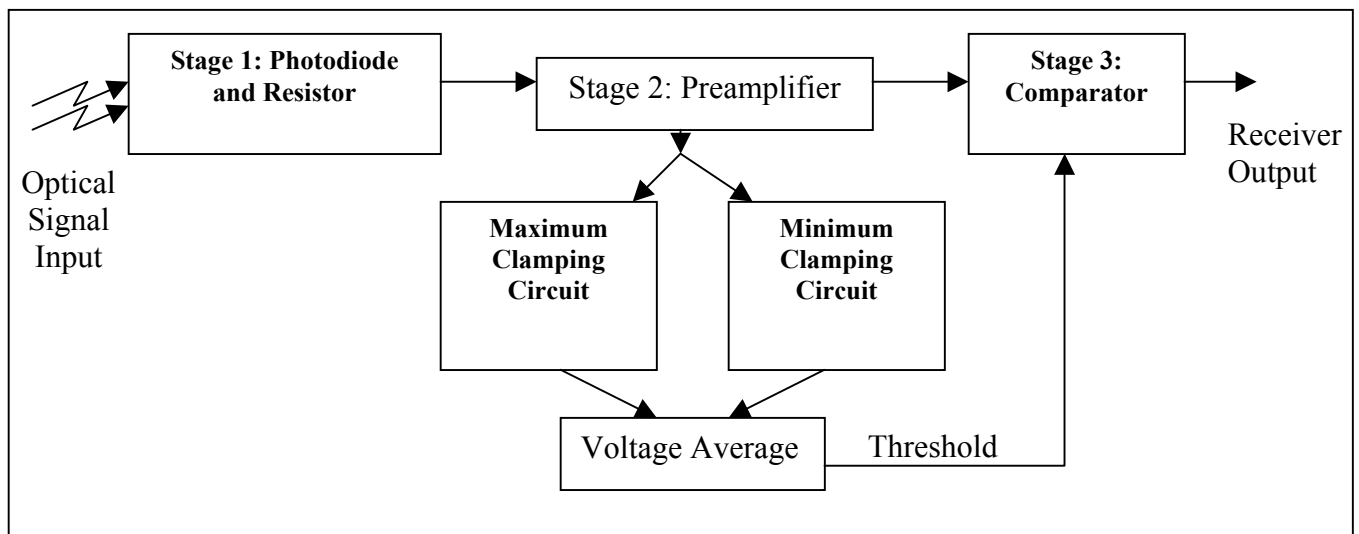 Stage 1: Photodiode
and Resistor
Stage 2: Preamplifier
Stage 3:
Comparator
Optical
Signal
Input
Receiver
Output
Maximum
Clamping
Circuit
Minimum
Clamping
Circuit
Voltage Average
Threshold